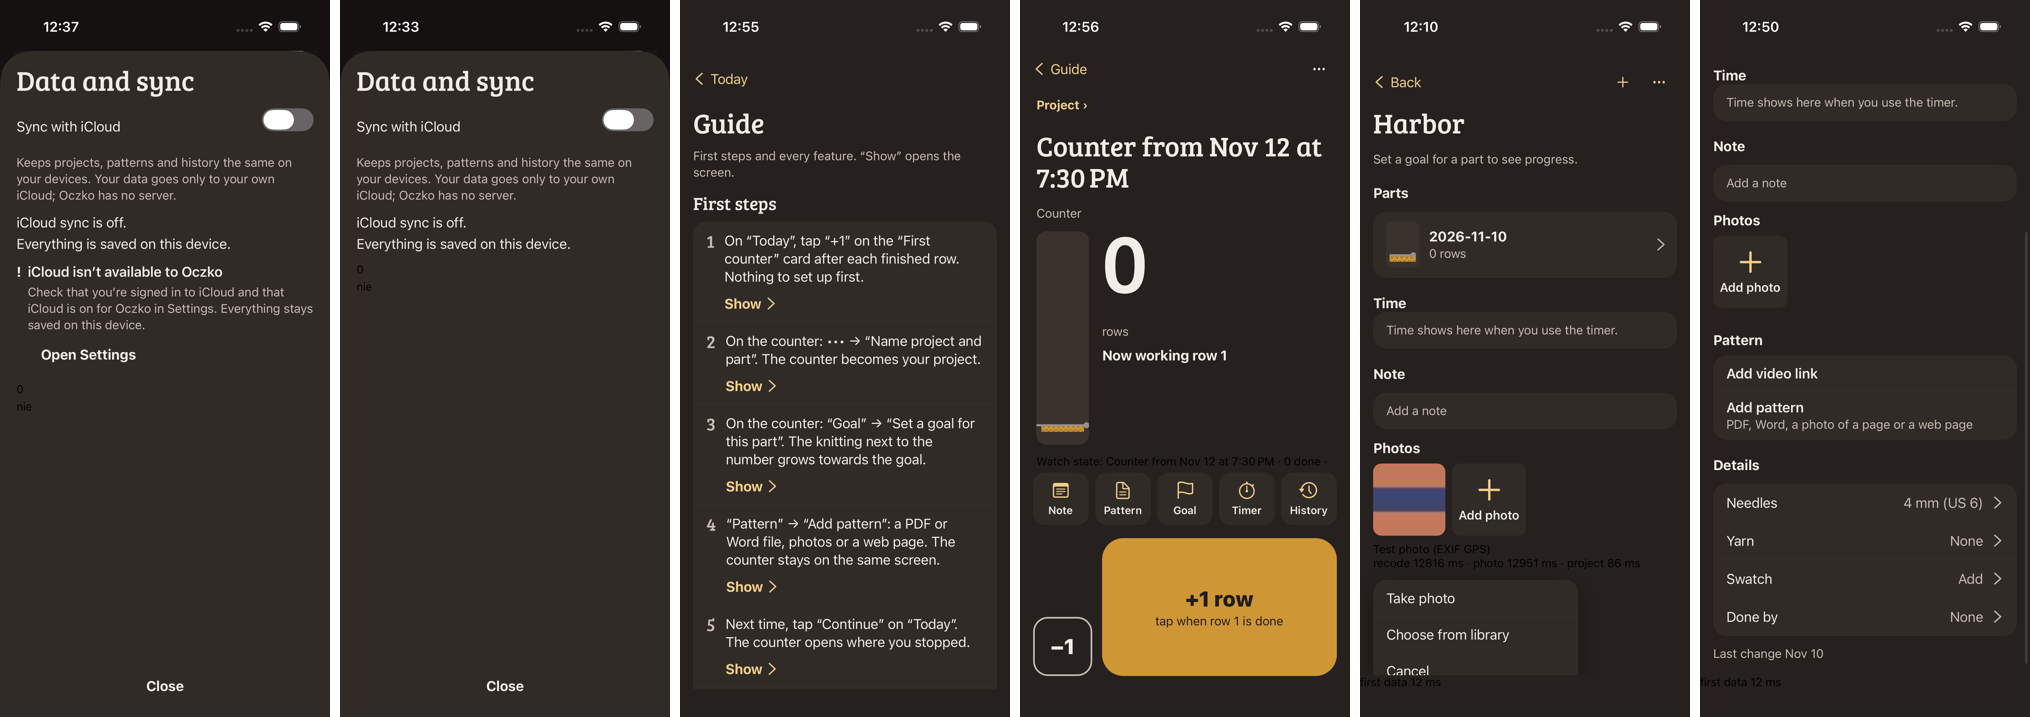 12:37
Data and sync
Sync with iCloud
Keeps projects, patterns and history the same on
your devices. Your data goes only to your own
iCloud; Oczko has no server.
iCloud sync is off.
Everything is saved on this device.
! iCloud isn’t available to Oczko
Check that you’re signed in to iCloud and that
iCloud is on for Oczko in Settings. Everything stays
saved on this device.
Open Settings
0
nie
Close
12:33
Data and sync
Sync with iCloud
Keeps projects, patterns and history the same on
your devices. Your data goes only to your own
iCloud; Oczko has no server.
iCloud sync is off.
Everything is saved on this device.
0
nie
Close
12:55
Today
Guide
First steps and every feature. “Show” opens the
screen.
First steps
1 On “Today”, tap “+1” on the “First
counter” card after each finished row.
Nothing to set up first.
Show
2 On the counter: ••• → “Name project and
part”. The counter becomes your project.
Show
3 On the counter: “Goal” → “Set a goal for
this part”. The knitting next to the
number grows towards the goal.
Show
4 “Pattern” → “Add pattern”: a PDF or
Word file, photos or a web page. The
counter stays on the same screen.
Show
5 Next time, tap “Continue” on “Today”.
The counter opens where you stopped.
Show
12:56
Guide
Project ›
Counter from Nov 12 at
7:30 PM
Counter
0
rows
Now working row 1
Watch state: Counter from Nov 12 at 7:30 PM · 0 done ·
Note Pattern Goal Timer History
+1 row
tap when row 1 is done
−1
12:10
Back
Harbor
Set a goal for a part to see progress.
Parts
2026-11-10
0 rows
Time
Time shows here when you use the timer.
Note
Add a note
Photos
Add photo
Test photo (EXIF GPS)
recode 12816 ms · photo 12951 ms · project 86 ms
Take photo
Choose from library
Cancel
first data 12 ms
12:50
Time
Time shows here when you use the timer.
Note
Add a note
Photos
Add photo
Pattern
Add video link
Add pattern
PDF, Word, a photo of a page or a web page
Details
Needles 4 mm (US 6)
Yarn None
Swatch Add
Done by None
Last change Nov 10
first data 12 ms